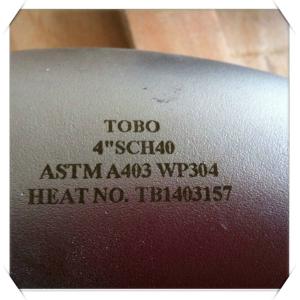 TOBO
4"SCH40
ASTM A403 WP304
HEAT NO. TB1403157